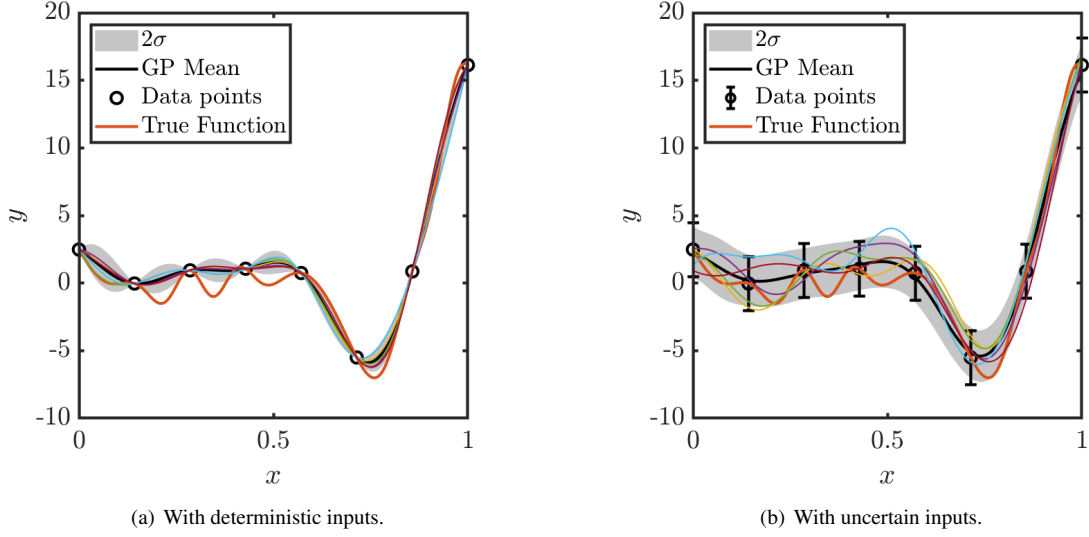 20
15
10
5
0
-5
-10
y
2σ
GP Mean
Data points
True Function
0
0.5
1
x
(a) With deterministic inputs.
20
15
10
5
0
-5
-10
y
2σ
GP Mean
Data points
True Function
0
0.5
1
x
(b) With uncertain inputs.